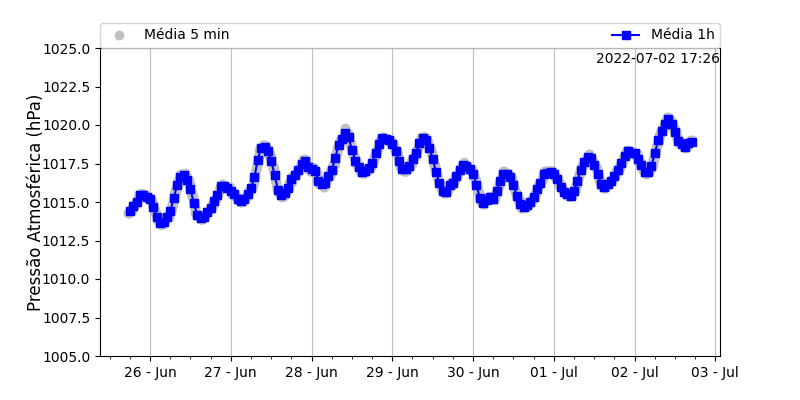 Média 5 min
Média 1h
2022-07-02 17:26
Pressão Atmosférica (hPa)
1025.0
1022.5
1020.0
1017.5
1015.0
1012.5
1010.0
1007.5
1005.0
26 - Jun
27 - Jun
28 - Jun
29 - Jun
30 - Jun
01 - Jul
02 - Jul
03 - Jul